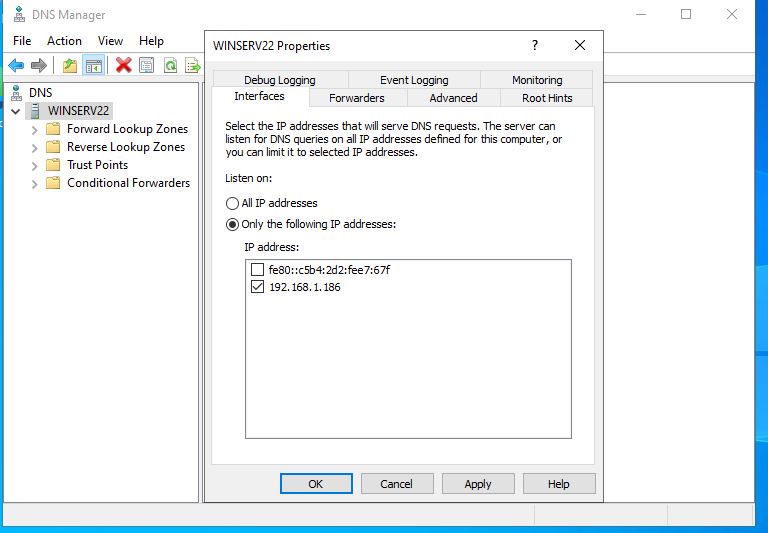 DNS Manager
File Action View Help
DNS
WINSERV22
Forward Lookup Zones
Reverse Lookup Zones
Trust Points
Conditional Forwarders
WINSERV22 Properties
?
Debug Logging Event Logging Monitoring
Interfaces Forwarders Advanced Root Hints
Select the IP addresses that will serve DNS requests. The server can
listen for DNS queries on all IP addresses defined for this computer, or
you can limit it to selected IP addresses.
Listen on:
All IP addresses
Only the following IP addresses:
IP address:
fe80::c5b4:2d2:fee7:67f
192.168.1.186
OK Cancel Apply Help